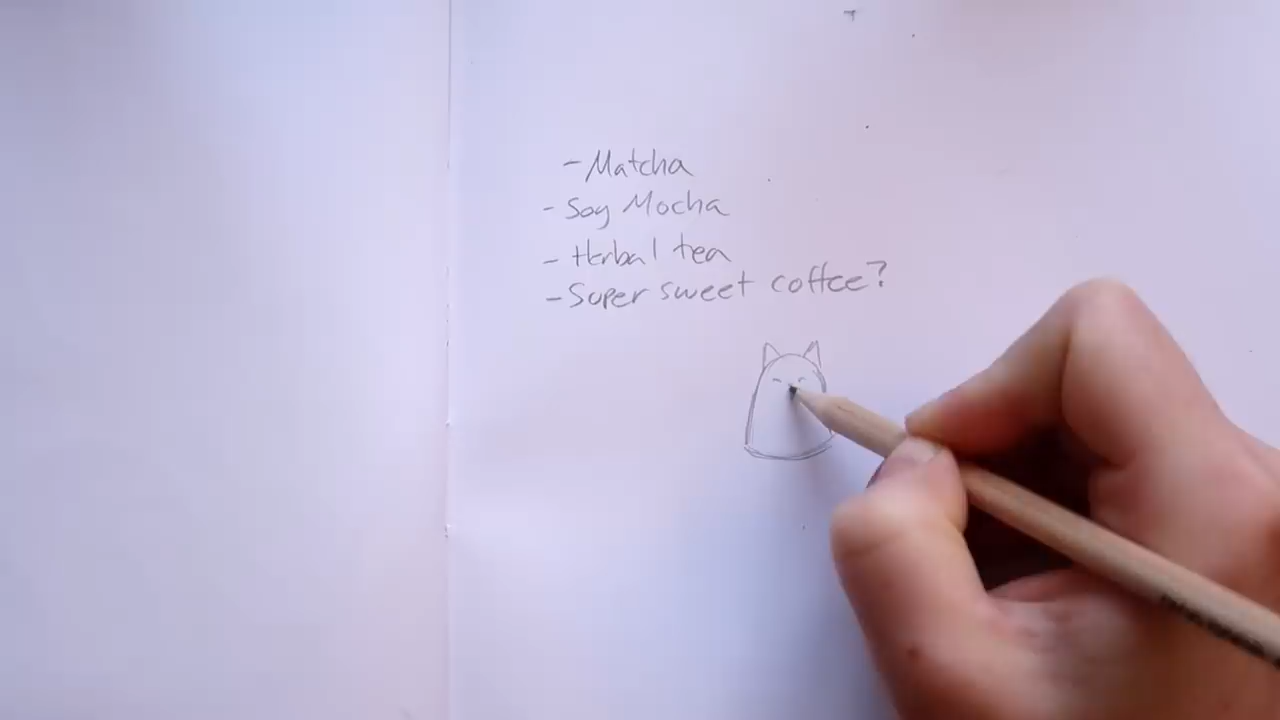 - Matcha
- Soy Mocha
- Herbal tea
- Super sweet coffee?